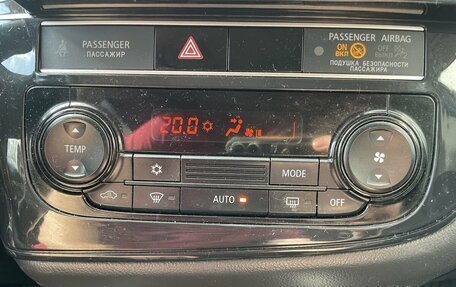 PASSENGER
ПАССАЖИР
PASSENGER AIRBAG
ON
ВКЛ
OFF
ВЫКЛ
ПОДУШКА БЕЗОПАСНОСТИ
ПАССАЖИРА
20.0
TEMP
MODE
AUTO
OFF